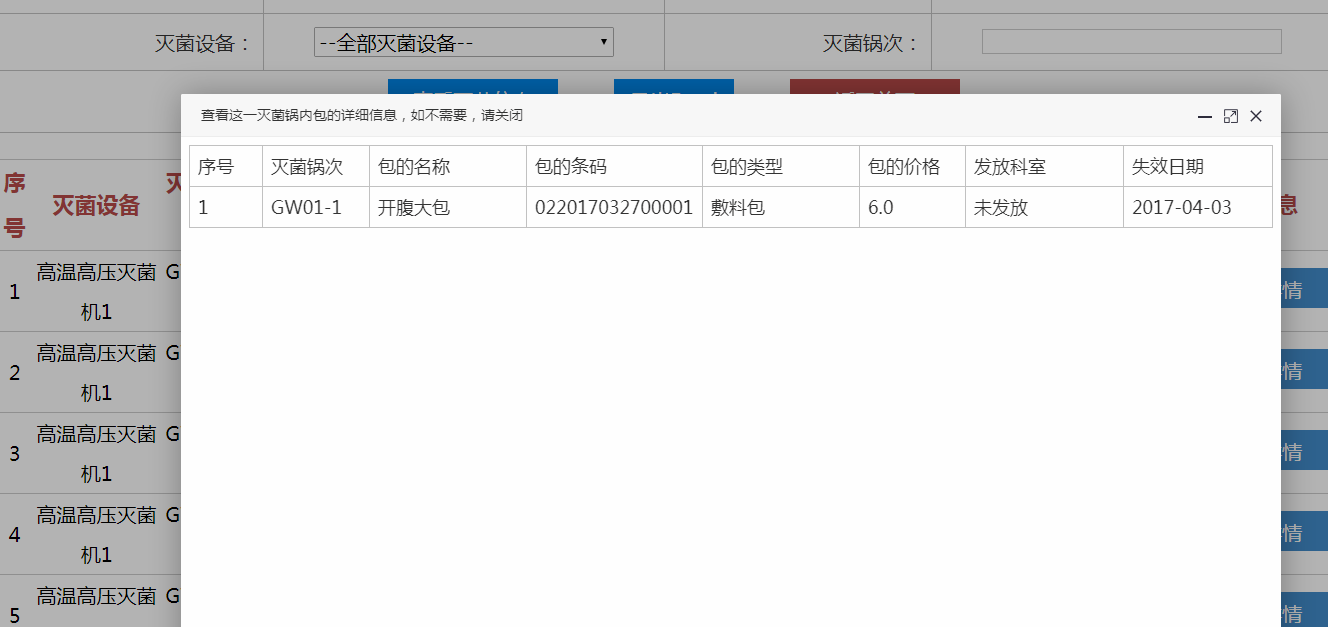 灭菌设备：
--全部灭菌设备--
灭菌锅次：
查看这一灭菌锅内包的详细信息，如不需要，请关闭
序号 灭菌锅次 包的名称 包的条码 包的类型 包的价格 发放科室 失效日期
1 GW01-1 开腹大包 022017032700001 敷料包 6.0 未发放 2017-04-03
序
号
灭菌设备
灭
息
1 高温高压灭菌 G
机1
情
2 高温高压灭菌 G
机1
情
3 高温高压灭菌 G
机1
情
4 高温高压灭菌 G
机1
情
5 高温高压灭菌 G
情